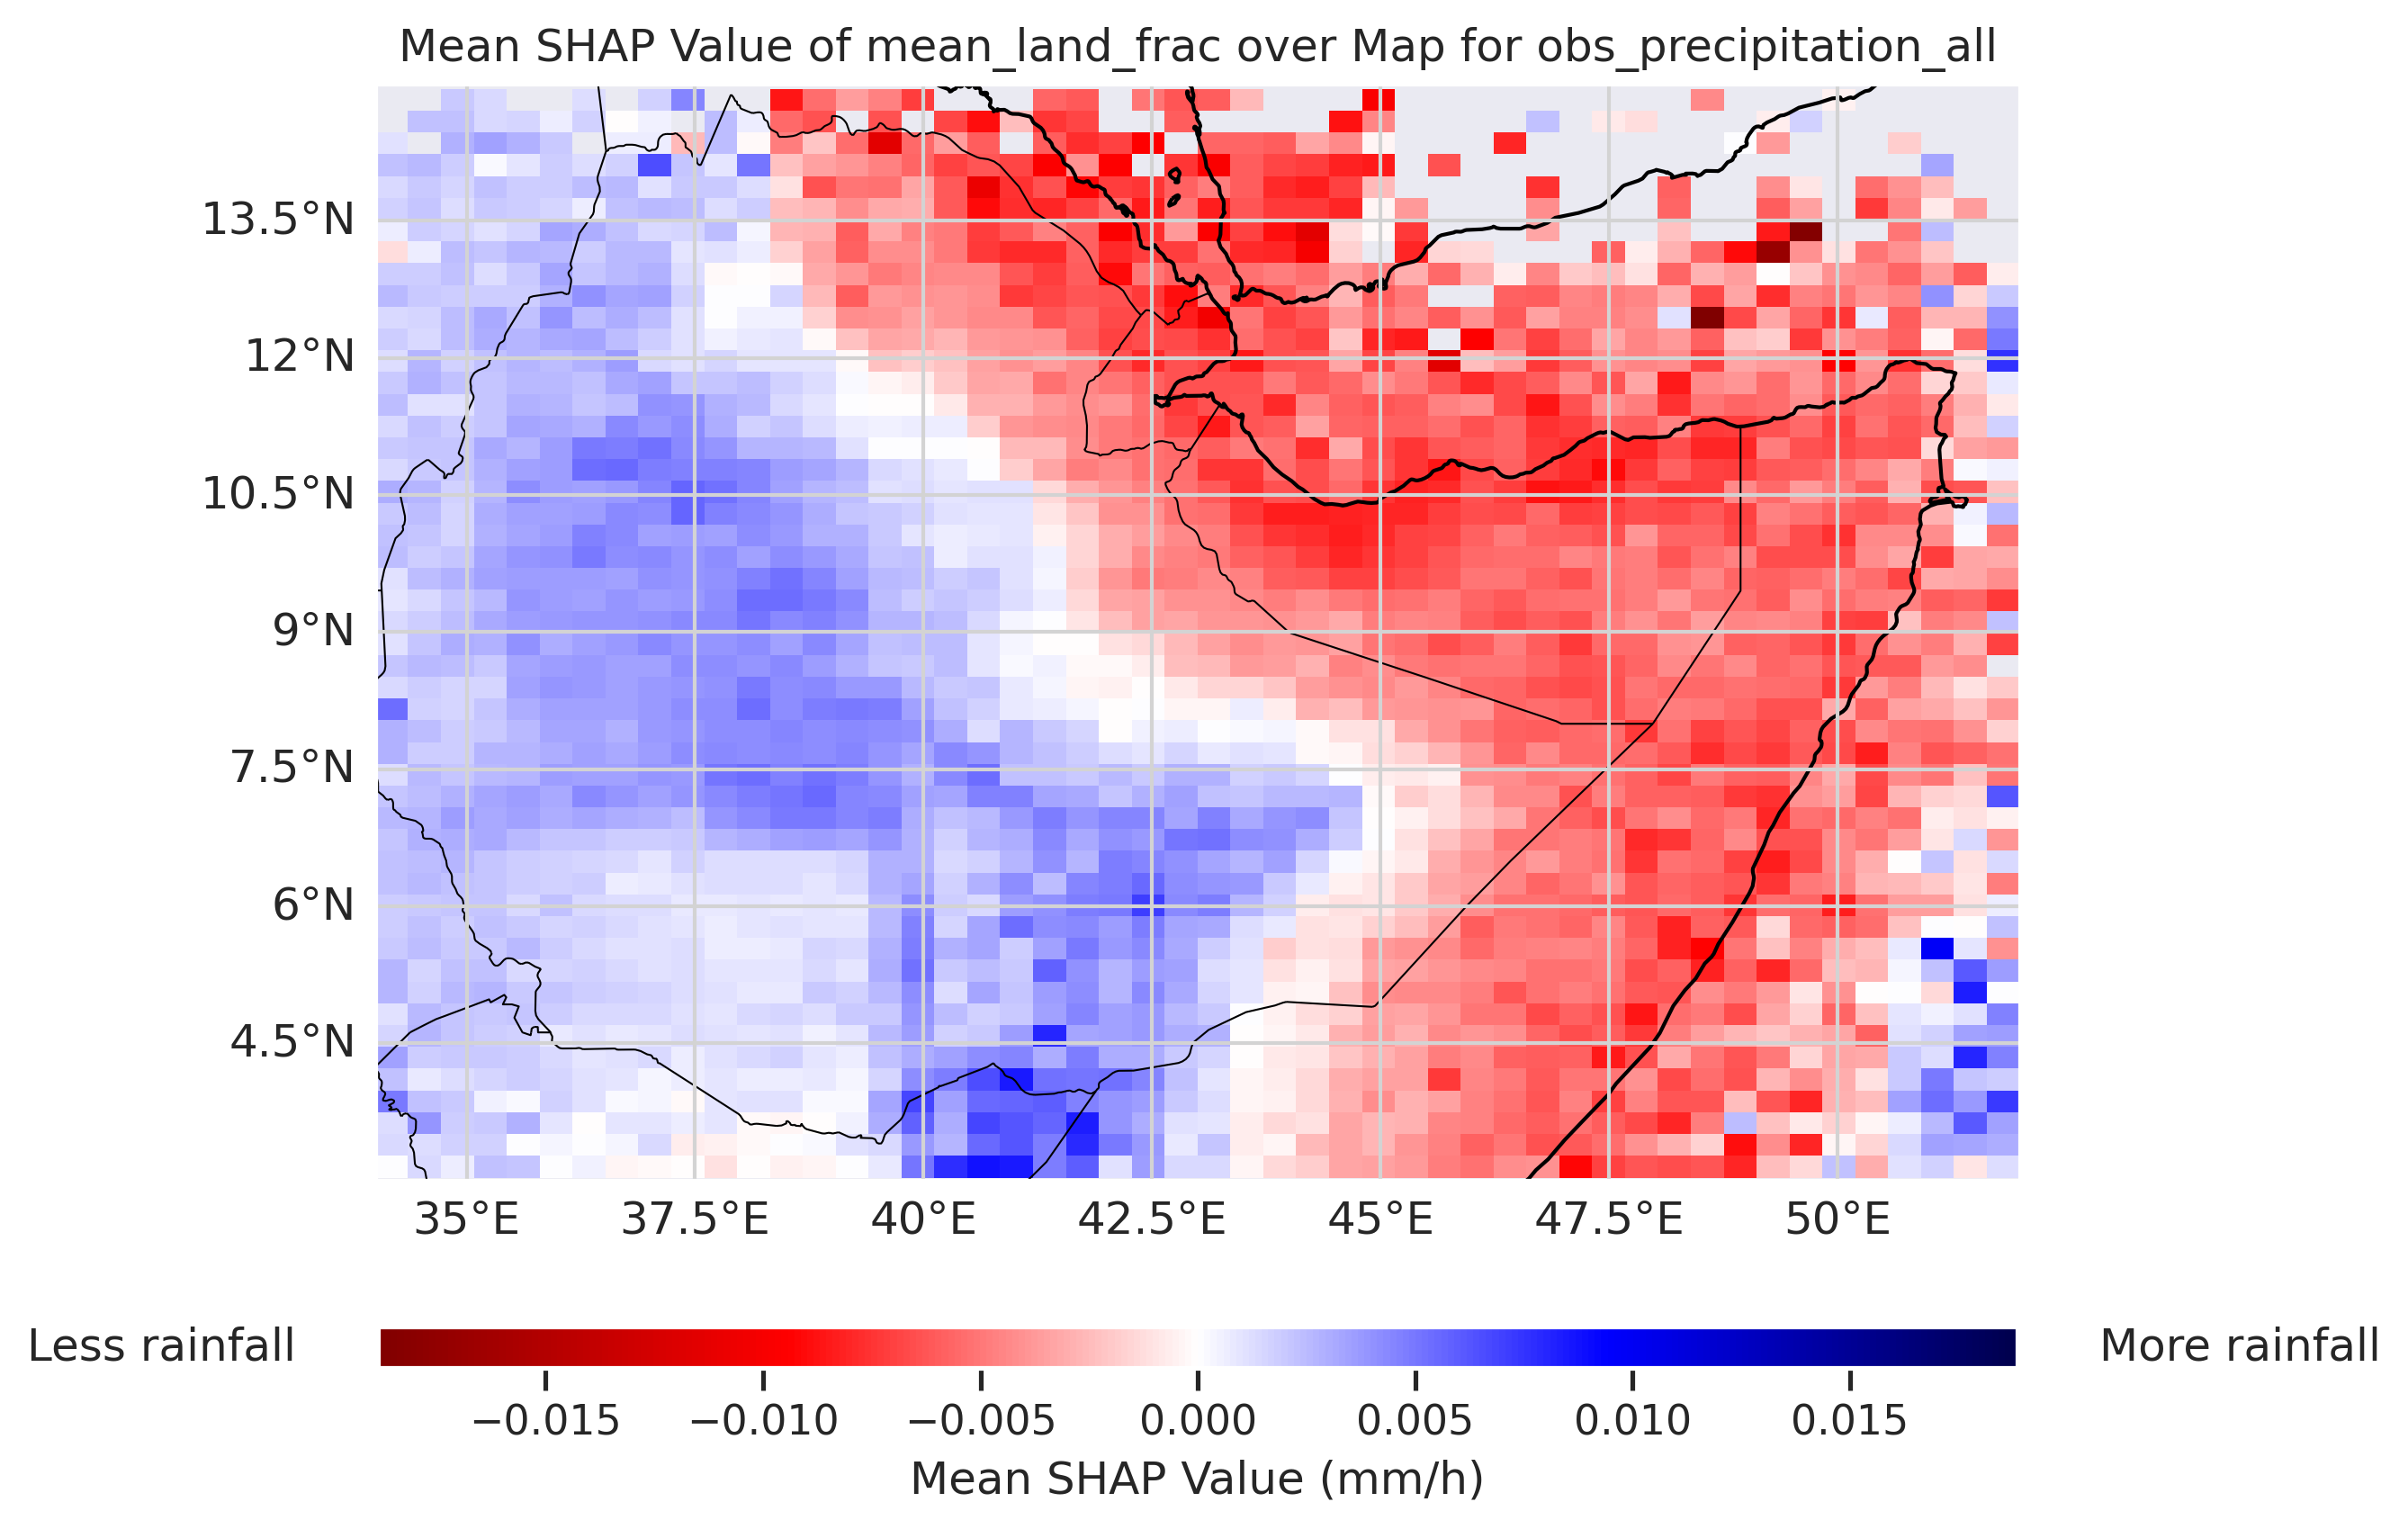 Mean SHAP Value of mean_land_frac over Map for obs_precipitation_all
13.5°N
12°N
10.5°N
9°N
7.5°N
6°N
4.5°N
35°E 37.5°E 40°E 42.5°E 45°E 47.5°E 50°E
Less rainfall More rainfall
−0.015 −0.010 −0.005 0.000 0.005 0.010 0.015
Mean SHAP Value (mm/h)